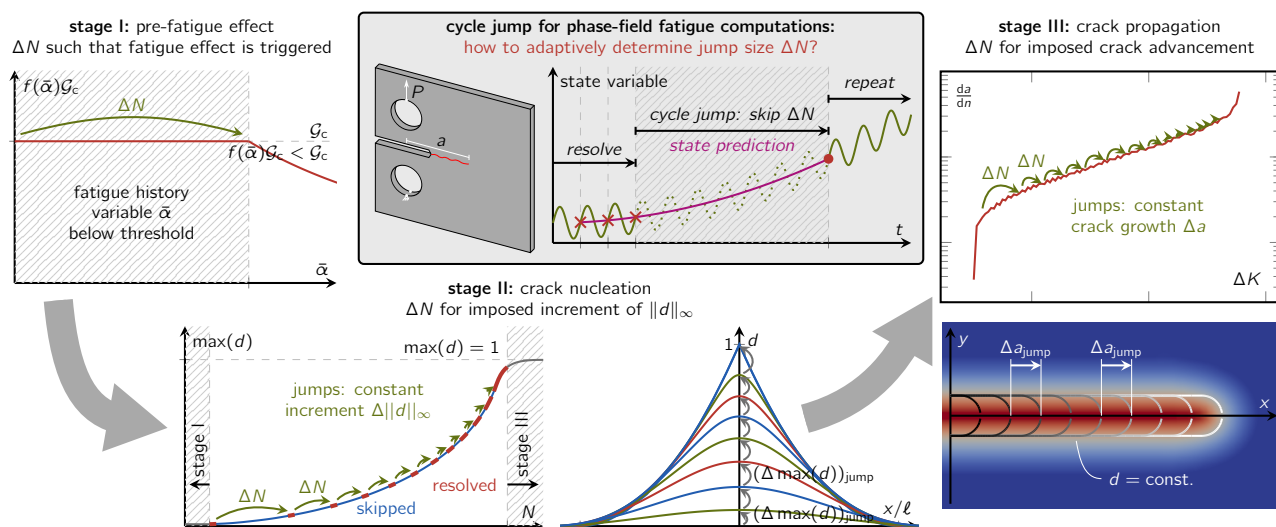 stage I: pre-fatigue effect
ΔN such that fatigue effect is triggered
f(ᾱ)𝒢c
ΔN
𝒢c
f(ᾱ)𝒢c < 𝒢c
fatigue history
variable ᾱ
below threshold
ᾱ
cycle jump for phase-field fatigue computations:
how to adaptively determine jump size ΔN?
P
a
state variable
repeat
cycle jump: skip ΔN
resolve
state prediction
t
stage III: crack propagation
ΔN for imposed crack advancement
da
dn
ΔN
ΔN
jumps: constant
crack growth Δa
ΔK
stage II: crack nucleation
ΔN for imposed increment of ‖d‖∞
max(d)
max(d) = 1
jumps: constant
increment Δ||d||∞
stage I
stage III
ΔN
ΔN
resolved
skipped
N
1
d
(Δ max(d))jump
(Δ max(d))jump
x/ℓ
y
Δajump
Δajump
x
d = const.